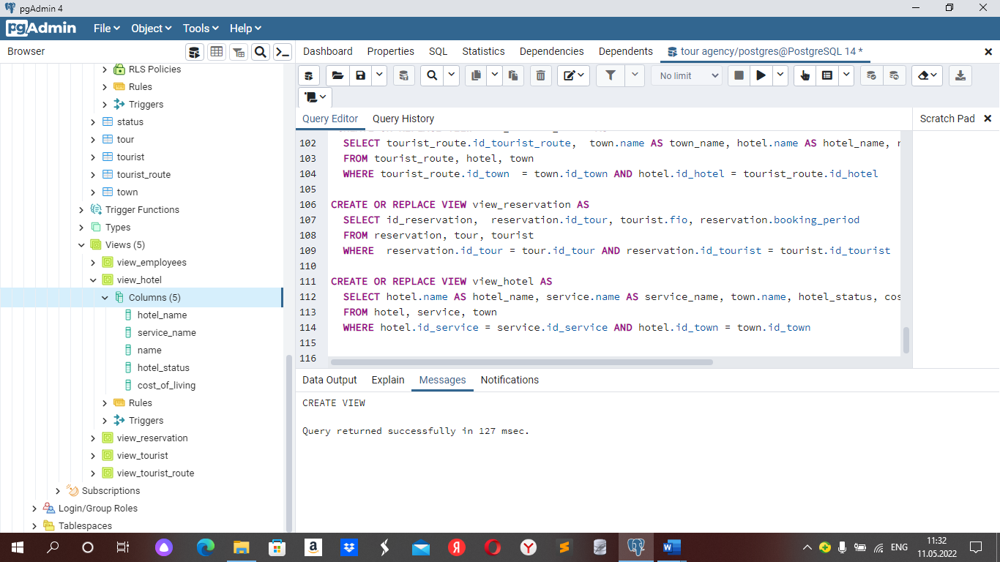 pgAdmin 4
pgAdmin File Object Tools Help
Browser
Dashboard Properties SQL Statistics Dependencies Dependents tour agency/postgres@PostgreSQL 14 *
No limit
Query Editor Query History
Scratch Pad
RLS Policies
Rules
Triggers
status
tour
tourist
tourist_route
town
Trigger Functions
Types
Views (5)
view_employees
view_hotel
Columns (5)
hotel_name
service_name
name
hotel_status
cost_of_living
Rules
Triggers
view_reservation
view_tourist
view_tourist_route
Subscriptions
Login/Group Roles
Tablespaces
102 SELECT tourist_route.id_tourist_route, town.name AS town_name, hotel.name AS hotel_name,
103 FROM tourist_route, hotel, town
104 WHERE tourist_route.id_town = town.id_town AND hotel.id_hotel = tourist_route.id_hotel
105
106 CREATE OR REPLACE VIEW view_reservation AS
107 SELECT id_reservation, reservation.id_tour, tourist.fio, reservation.booking_period
108 FROM reservation, tour, tourist
109 WHERE reservation.id_tour = tour.id_tour AND reservation.id_tourist = tourist.id_tourist
110
111 CREATE OR REPLACE VIEW view_hotel AS
112 SELECT hotel.name AS hotel_name, service.name AS service_name, town.name, hotel_status, cos
113 FROM hotel, service, town
114 WHERE hotel.id_service = service.id_service AND hotel.id_town = town.id_town
115
116
Data Output Explain Messages Notifications
CREATE VIEW
Query returned successfully in 127 msec.
ENG
11:32
11.05.2022